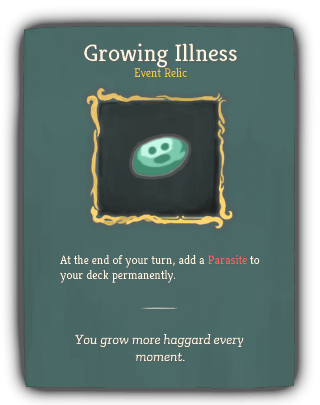 Growing Illness
Event Relic
At the end of your turn, add a Parasite to
your deck permanently.
You grow more haggard every
moment.